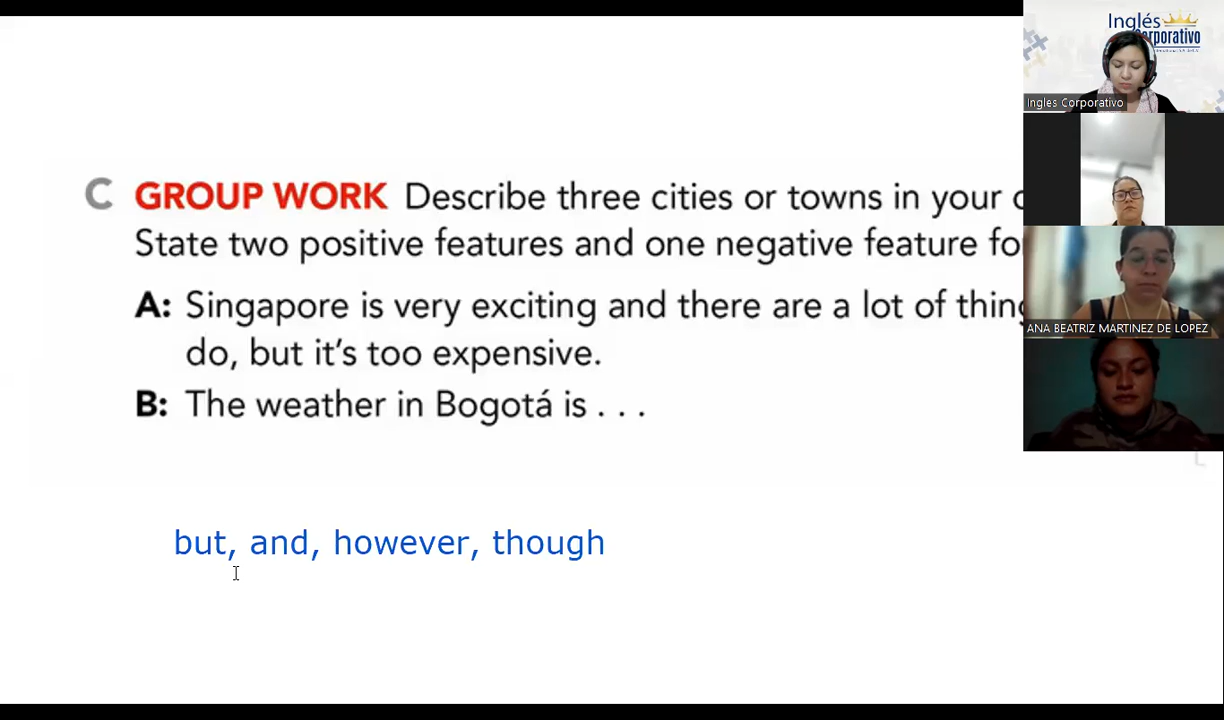 C GROUP WORK Describe three cities or towns in your
State two positive features and one negative feature
A: Singapore is very exciting and there are a lot of
do, but it's too expensive.
B: The weather in Bogotá is . . .
but, and, however, though
Inglés
Corporativo
Ingles Corporativo
ANA BEATRIZ MARTINEZ DE LOPEZ